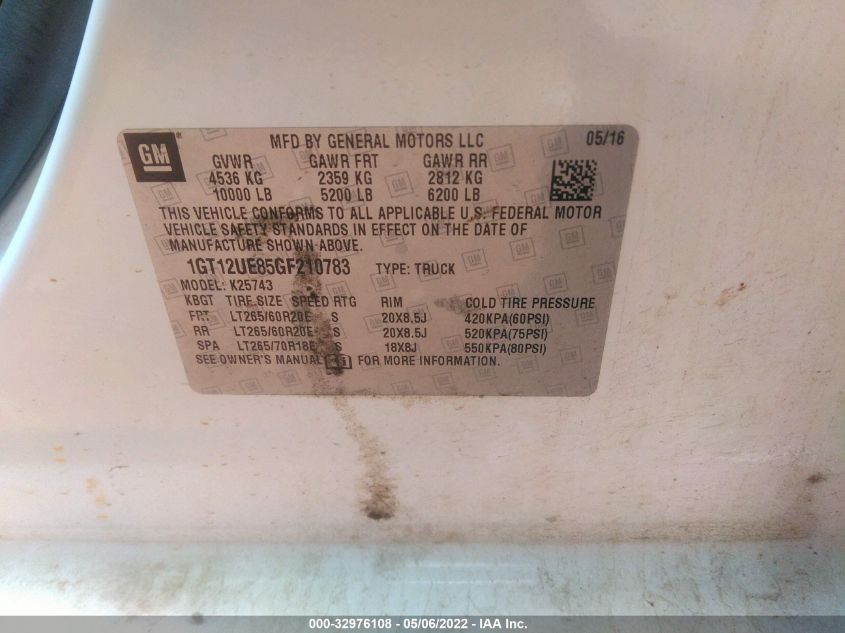 GM
MFD BY GENERAL MOTORS LLC 05/16
GVWR GAWR FRT GAWR RR
4536 KG 2359 KG 2812 KG
10000 LB 5200 LB 6200 LB
THIS VEHICLE CONFORMS TO ALL APPLICABLE U.S. FEDERAL MOTOR
VEHICLE SAFETY STANDARDS IN EFFECT ON THE DATE OF
MANUFACTURE SHOWN ABOVE.
1GT12UE85GF210783 TYPE: TRUCK
MODEL: K25743
KBGT TIRE SIZE SPEED RTG RIM COLD TIRE PRESSURE
FRT LT265/60R20E S 20X8.5J 420KPA(60PSI)
RR LT265/60R20E S 20X8.5J 520KPA(75PSI)
SPA LT265/70R18E S 18X8J 550KPA(80PSI)
SEE OWNER'S MANUAL FOR MORE INFORMATION.
000-32976108 - 05/06/2022 - IAA Inc.